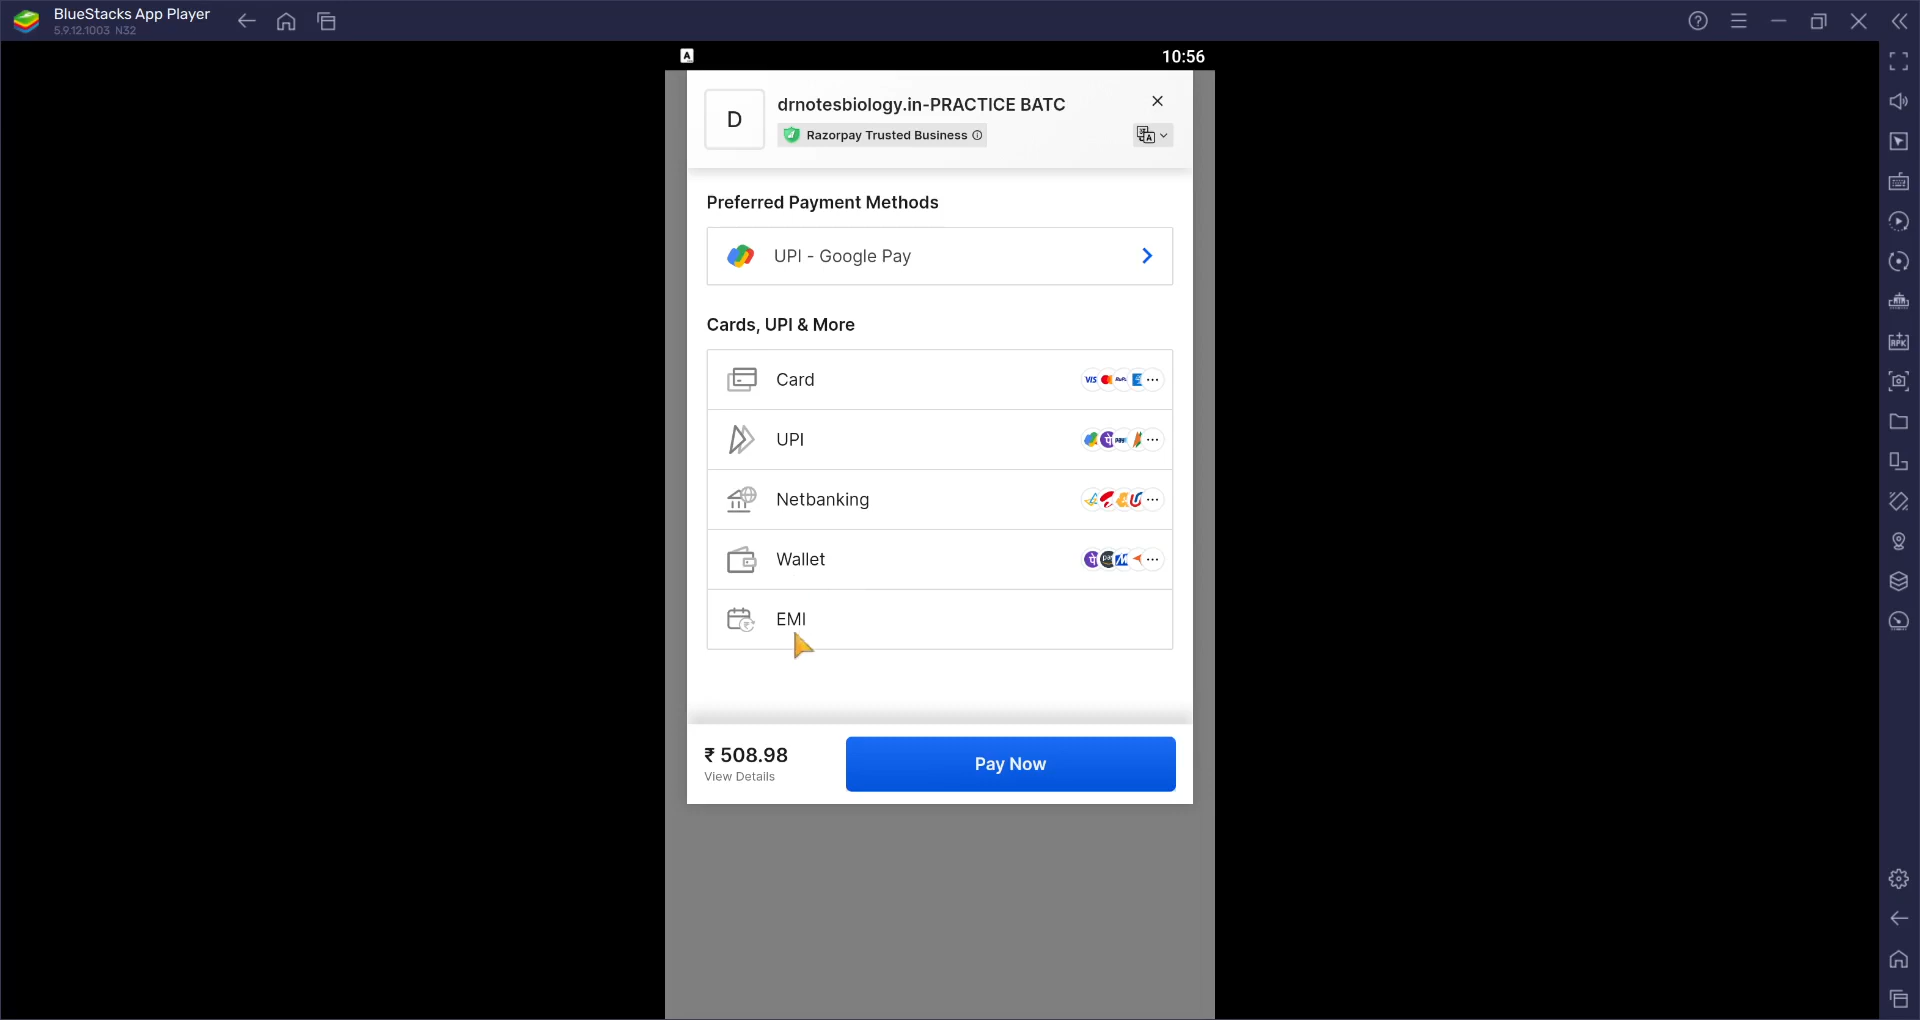 BlueStacks App Player
5.9.12.1003 N32
A
10:56
D
drnotesbiology.in-PRACTICE BATC
Razorpay Trusted Business
Preferred Payment Methods
UPI - Google Pay
Cards, UPI & More
Card
VIS
UPI
Netbanking
Wallet
EMI
₹ 508.98
View Details
Pay Now